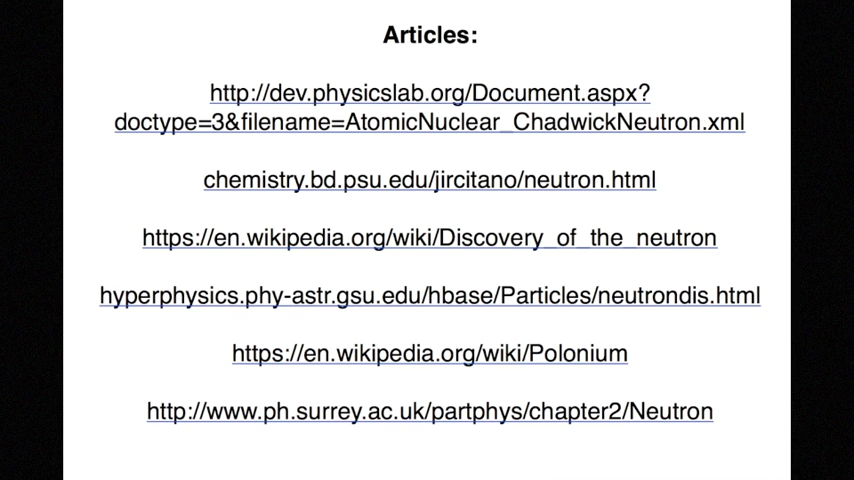 Articles:
http://dev.physicslab.org/Document.aspx?
doctype=3&filename=AtomicNuclear_ChadwickNeutron.xml
chemistry.bd.psu.edu/jircitano/neutron.html
https://en.wikipedia.org/wiki/Discovery_of_the_neutron
hyperphysics.phy-astr.gsu.edu/hbase/Particles/neutrondis.html
https://en.wikipedia.org/wiki/Polonium
http://www.ph.surrey.ac.uk/partphys/chapter2/Neutron